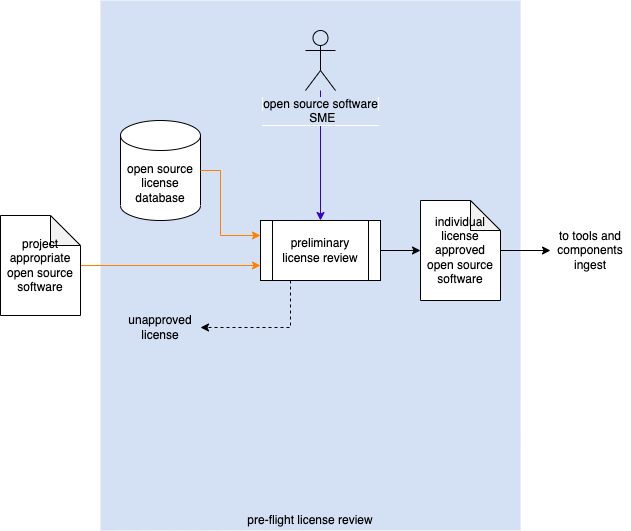 open source software
SME
open source
license
database
project
appropriate
open source
software
preliminary
license review
individual
license
approved
open source
software
to tools and
components
ingest
unapproved
license
pre-flight license review